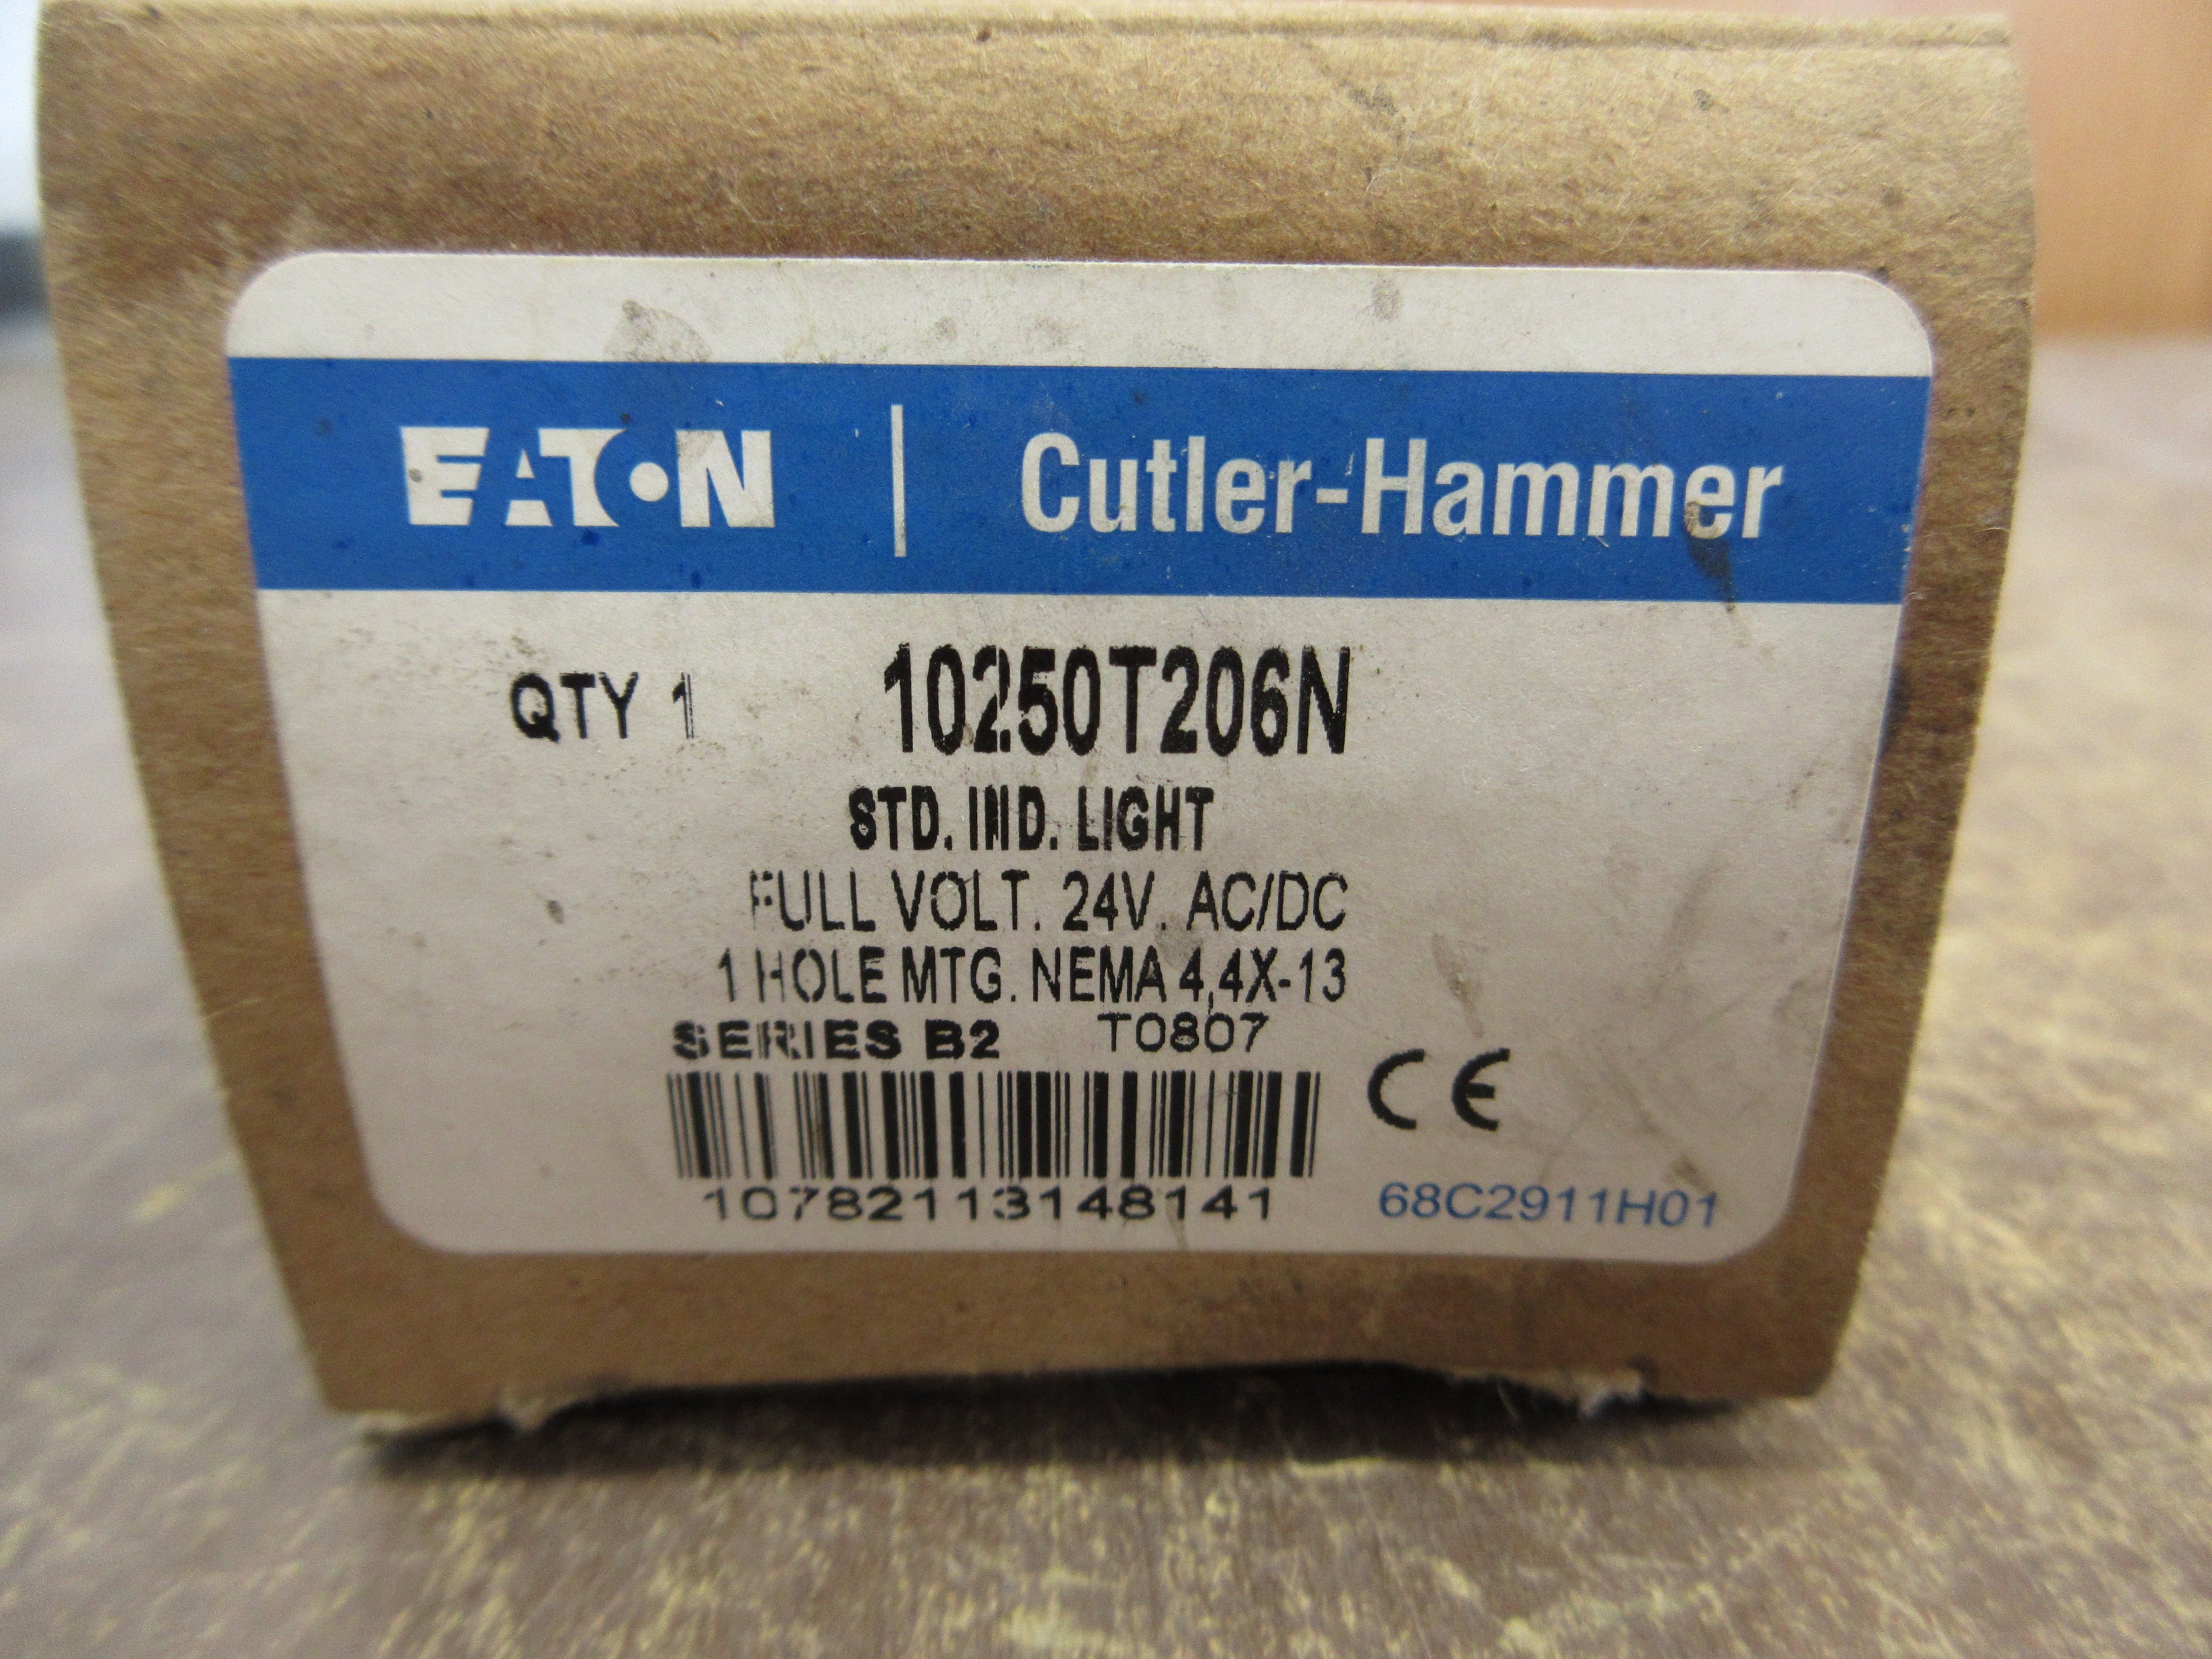 EATON | Cutler-Hammer
QTY 1 10250T206N
STD. IND. LIGHT
FULL VOLT. 24V. AC/DC
1 HOLE MTG. NEMA 4,4X-13
SERIES B2 T0807
CE
10782113148141 68C2911H01